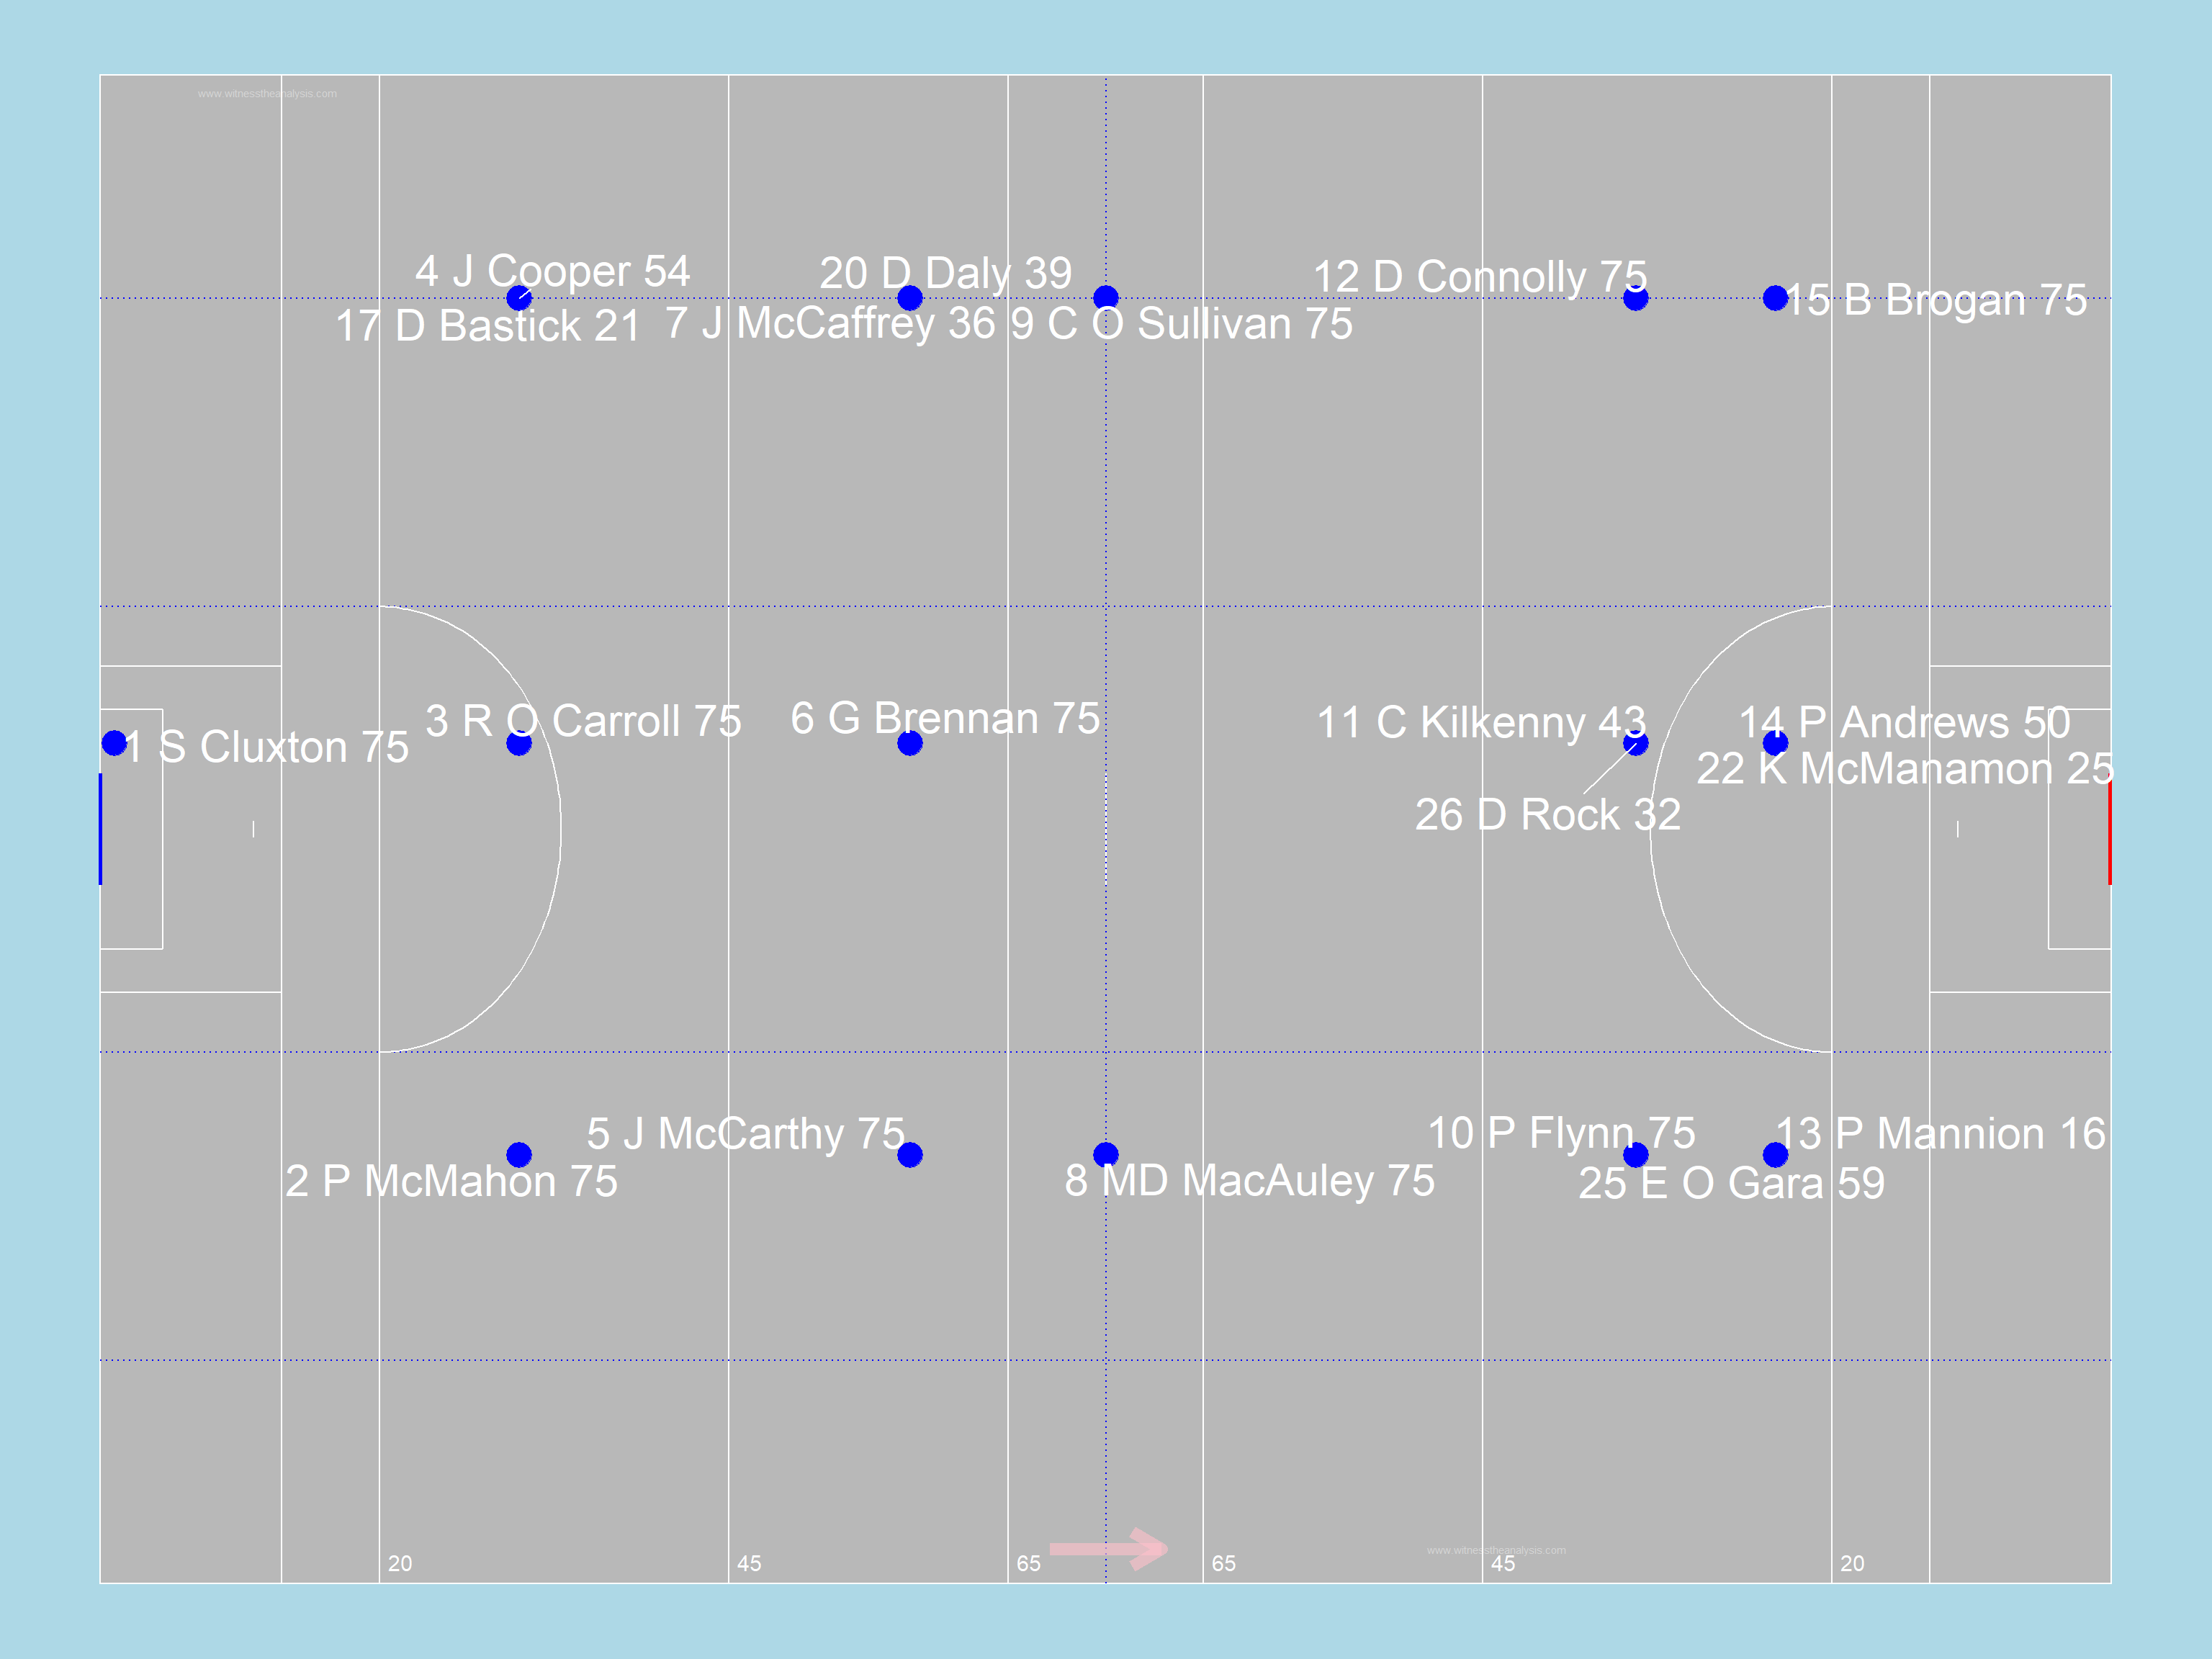 www.witnesstheanalysis.com
4 J Cooper 54
20 D Daly 39
12 D Connolly 75
15 B Brogan 75
17 D Bastick 21
7 J McCaffrey 36
9 C O Sullivan 75
3 R O Carroll 75
6 G Brennan 75
11 C Kilkenny 43
14 P Andrews 50
1 S Cluxton 75
22 K McManamon 25
26 D Rock 32
5 J McCarthy 75
10 P Flynn 75
13 P Mannion 16
2 P McMahon 75
8 MD MacAuley 75
25 E O Gara 59
www.witnesstheanalysis.com
20
45
65
65
45
20